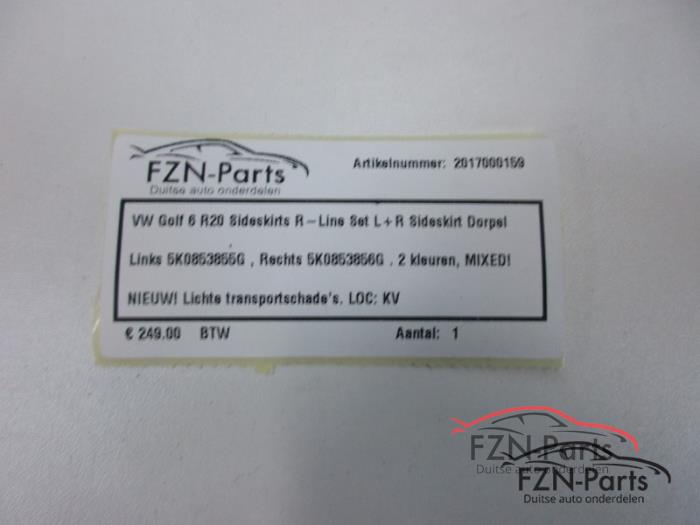 FZN-Parts
Duitse auto onderdelen
Artikelnummer: 2017000159
VW Golf 6 R20 Sideskirts R-Line Set L+R Sideskirt Dorpel
Links 5K0853855G , Rechts 5K0853856G . 2 kleuren, MIXED!
NIEUW! Lichte transportschade's. LOC: KV
€ 249.00 BTW Aantal: 1
FZN-Parts
Duitse auto onderdelen
FZN-Parts
Duitse auto onderdelen